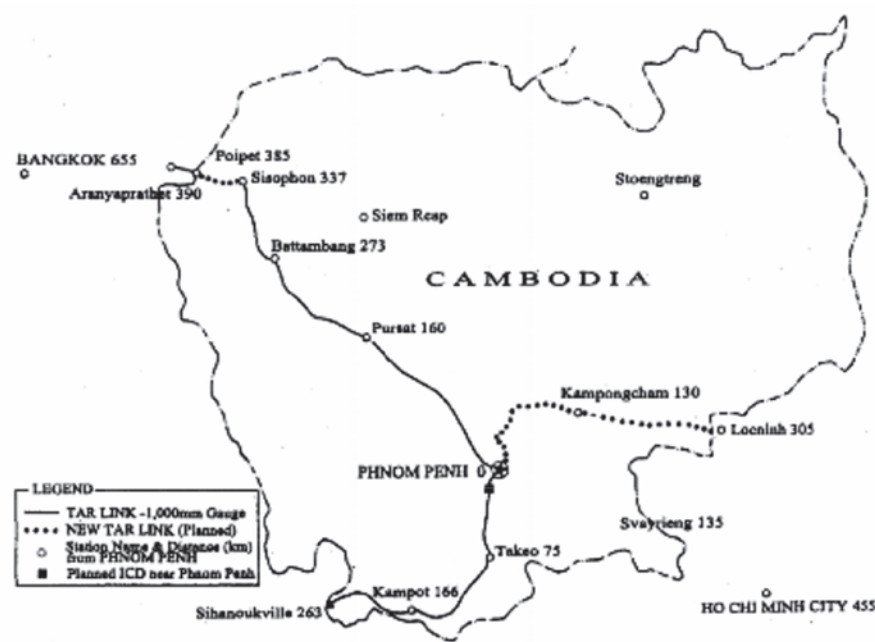 BANGKOK 655
Poipet 385
Aranyaprathet 390
Sisophon 337
Stoengtreng
Siem Reap
Battambang 273
CAMBODIA
Pursat 160
Kampongcham 130
Locninh 305
PHNOM PENH 0
LEGEND
TAR LINK -1,000mm Gauge
NEW TAR LINK (Planned)
Station Name & Distance (km)
from PHNOM PENH
Planned ICD near Phnom Penh
Svayrieng 135
Takeo 75
Kampot 166
Sihanoukville 263
HO CHI MINH CITY 455